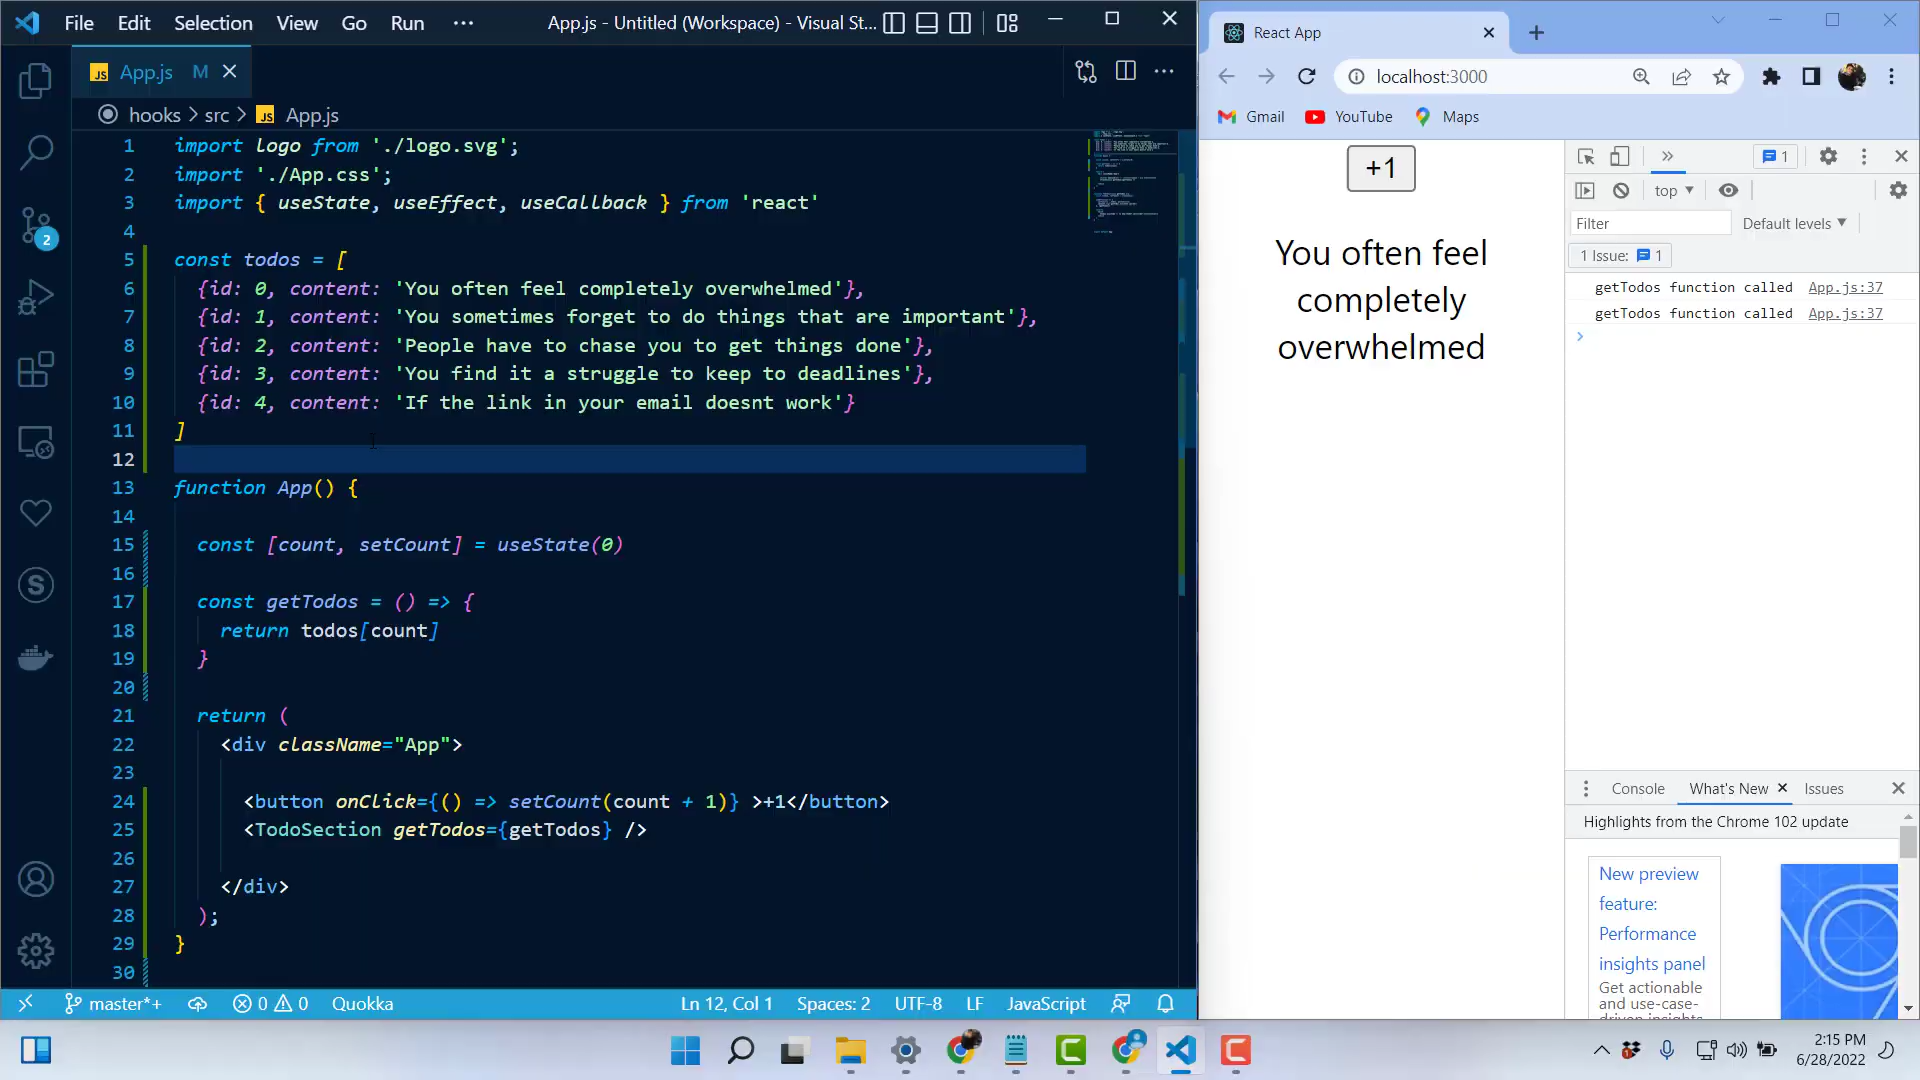 File Edit Selection View Go Run ··· App.js - Untitled (Workspace) - Visual St...
JS App.js M
hooks > src > JS App.js
1 import logo from './logo.svg';
2 import './App.css';
3 import { useState, useEffect, useCallback } from 'react'
4
5 const todos = [
6 {id: 0, content: 'You often feel completely overwhelmed'},
7 {id: 1, content: 'You sometimes forget to do things that are important'},
8 {id: 2, content: 'People have to chase you to get things done'},
9 {id: 3, content: 'You find it a struggle to keep to deadlines'},
10 {id: 4, content: 'If the link in your email doesnt work'}
11 ]
12
13 function App() {
14
15 const [count, setCount] = useState(0)
16
17 const getTodos = () => {
18 return todos[count]
19 }
20
21 return (
22 <div className="App">
23
24 <button onClick={() => setCount(count + 1)} >+1</button>
25 <TodoSection getTodos={getTodos} />
26
27 </div>
28 );
29 }
30
2
S
master*+ 0 0 Quokka Ln 12, Col 1 Spaces: 2 UTF-8 LF JavaScript
React App
localhost:3000
Gmail YouTube Maps
+1
You often feel
completely
overwhelmed
1
top
Filter Default levels
1 Issue: 1
getTodos function called App.js:37
getTodos function called App.js:37
Console What's New Issues
Highlights from the Chrome 102 update
New preview
feature:
Performance
insights panel
Get actionable
and use-case-
driven insights
2:15 PM
6/28/2022